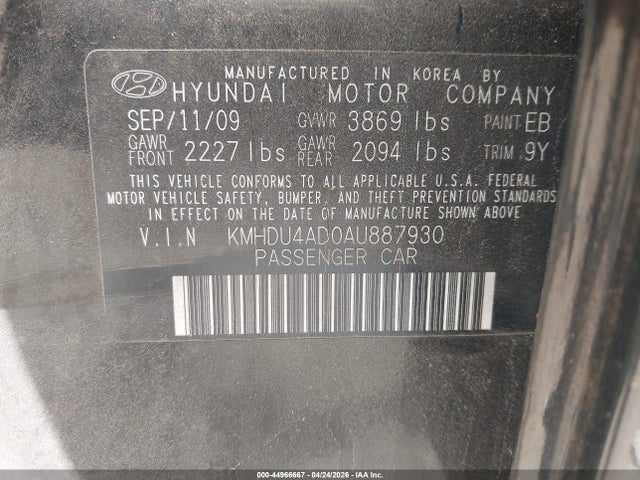 MANUFACTURED IN KOREA BY
HYUNDAI MOTOR COMPANY
SEP/11/09 GVWR 3869 lbs PAINT EB
GAWR FRONT 2227 lbs GAWR REAR 2094 lbs TRIM 9Y
THIS VEHICLE CONFORMS TO ALL APPLICABLE U.S.A. FEDERAL
MOTOR VEHICLE SAFETY, BUMPER, AND THEFT PREVENTION STANDARDS
IN EFFECT ON THE DATE OF MANUFACTURE SHOWN ABOVE
V.I.N KMHDU4AD0AU887930
PASSENGER CAR
000-44966667 - 04/24/2026 - IAAI Inc.